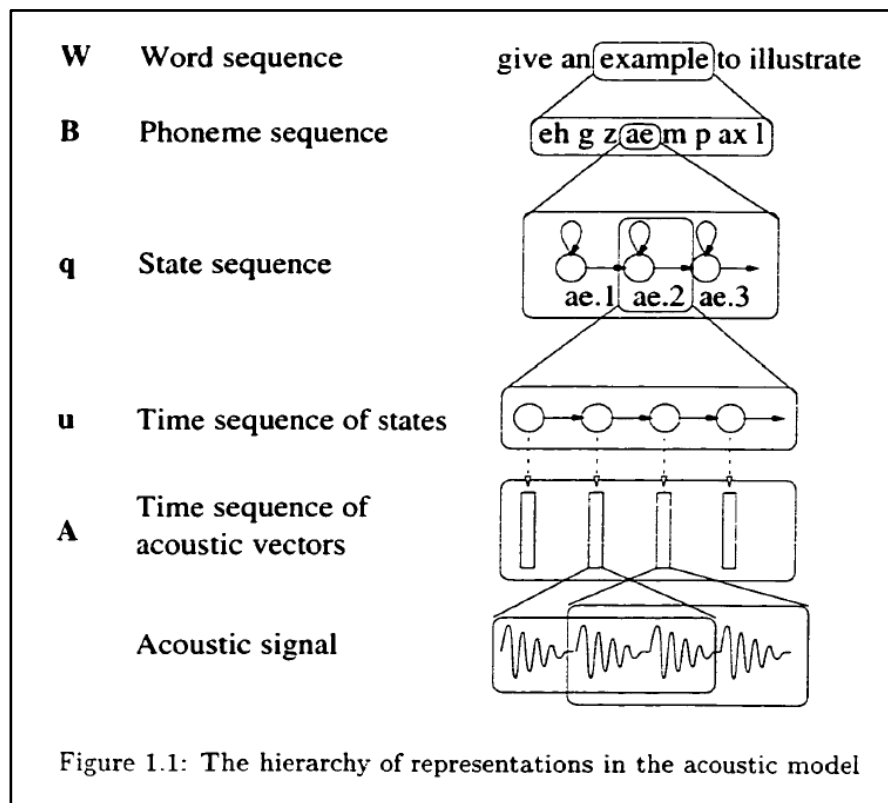 W Word sequence give an example to illustrate
B Phoneme sequence eh g z ae m p ax l
q State sequence
ae.1 ae.2 ae.3
u Time sequence of states
A Time sequence of
acoustic vectors
Acoustic signal
Figure 1.1: The hierarchy of representations in the acoustic model